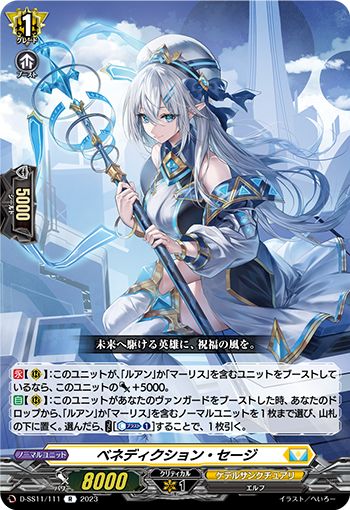 1
グレード
ブースト
5000
シールド
未来へ駆ける英雄に、祝福の風を。
永【R】:このユニットが、「ルアン」か「マーリス」を含むユニットをブーストして
いるなら、このユニットの+5000。
自【R】:このユニットがあなたのヴァンガードをブーストした時、あなたのド
ロップから、「ルアン」か「マーリス」を含むノーマルユニットを1枚まで選び、山札
の下に置く。選んだら、【ブラスト1】することで、1枚引く。
ノーマルユニット
ベネディクション・セージ
D-SS11/111 R 2023
パワー
8000
クリティカル
1
ケテルサンクチュアリ
エルフ
イラスト/へいろー